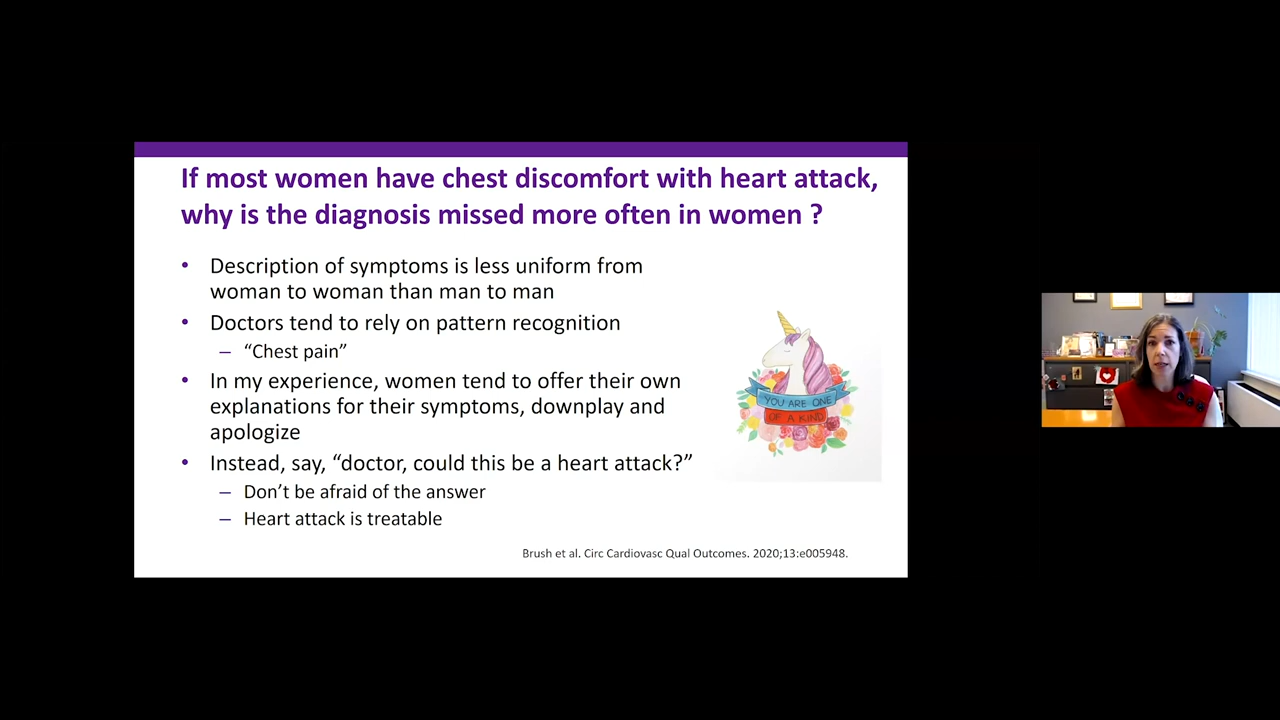 If most women have chest discomfort with heart attack,
why is the diagnosis missed more often in women ?
• Description of symptoms is less uniform from
woman to woman than man to man
• Doctors tend to rely on pattern recognition
– “Chest pain”
• In my experience, women tend to offer their own
explanations for their symptoms, downplay and
apologize
• Instead, say, “doctor, could this be a heart attack?”
– Don’t be afraid of the answer
– Heart attack is treatable
YOU ARE ONE
OF A KIND
Brush et al. Circ Cardiovasc Qual Outcomes. 2020;13:e005948.